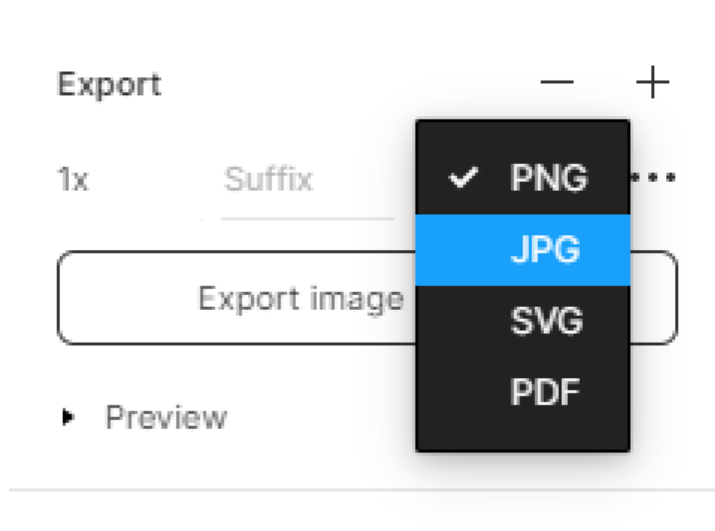 Export
1x Suffix
PNG
JPG
Export image
SVG
PDF
Preview